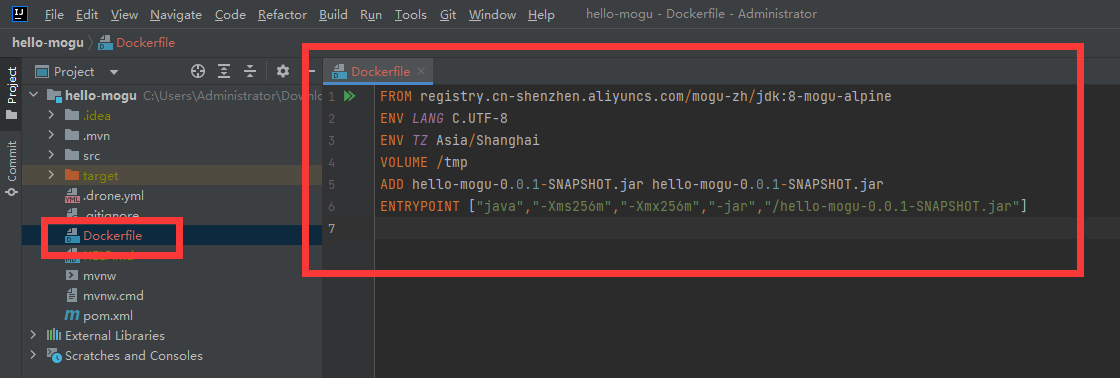 File Edit View Navigate Code Refactor Build Run Tools Git Window Help hello-mogu - Dockerfile - Administrator
hello-mogu Dockerfile
Project
Commit
Project
hello-mogu C:\Users\Administrator\Downlo
.idea
.mvn
src
target
.drone.yml
.gitignore
Dockerfile
HELP.md
mvnw
mvnw.cmd
pom.xml
External Libraries
Scratches and Consoles
Dockerfile
1 FROM registry.cn-shenzhen.aliyuncs.com/mogu-zh/jdk:8-mogu-alpine
2 ENV LANG C.UTF-8
3 ENV TZ Asia/Shanghai
4 VOLUME /tmp
5 ADD hello-mogu-0.0.1-SNAPSHOT.jar hello-mogu-0.0.1-SNAPSHOT.jar
6 ENTRYPOINT ["java","-Xms256m","-Xmx256m","-jar","/hello-mogu-0.0.1-SNAPSHOT.jar"]
7